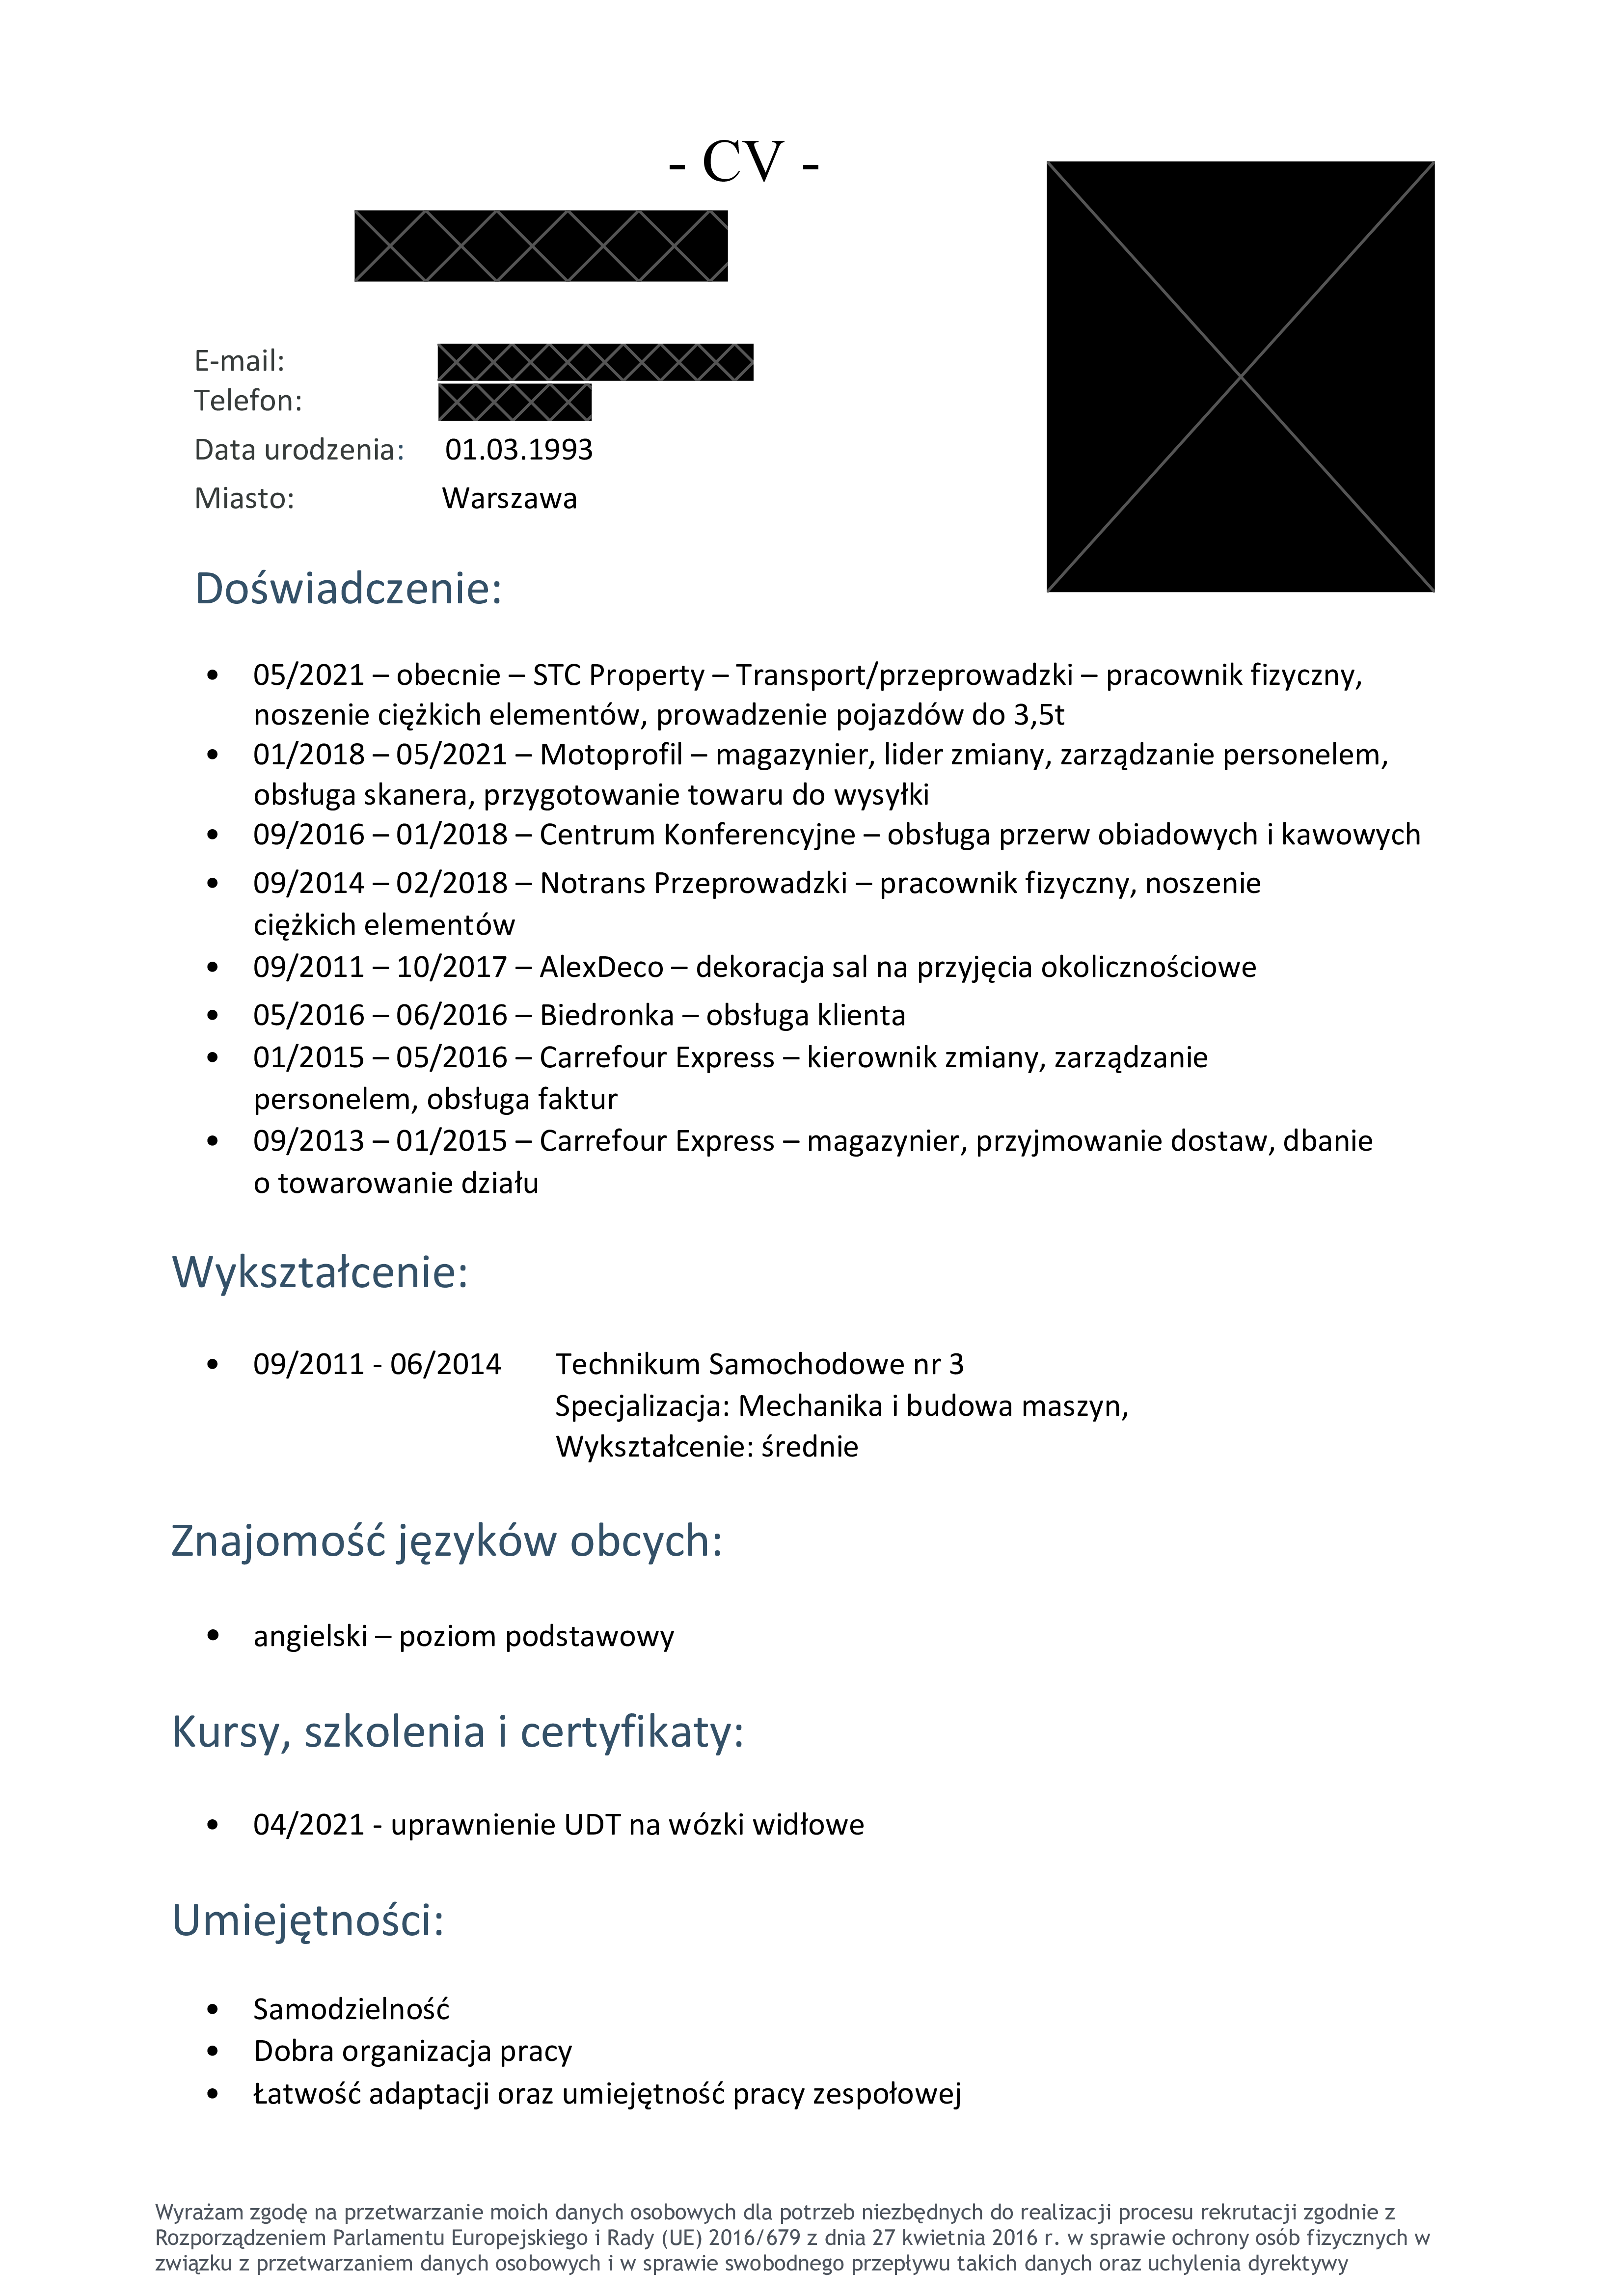 - CV -
E-mail:
Telefon:
Data urodzenia: 01.03.1993
Miasto: Warszawa
Doświadczenie:
• 05/2021 – obecnie – STC Property – Transport/przeprowadzki – pracownik fizyczny,
noszenie ciężkich elementów, prowadzenie pojazdów do 3,5t
• 01/2018 – 05/2021 – Motoprofil – magazynier, lider zmiany, zarządzanie personelem,
obsługa skanera, przygotowanie towaru do wysyłki
• 09/2016 – 01/2018 – Centrum Konferencyjne – obsługa przerw obiadowych i kawowych
• 09/2014 – 02/2018 – Notrans Przeprowadzki – pracownik fizyczny, noszenie
ciężkich elementów
• 09/2011 – 10/2017 – AlexDeco – dekoracja sal na przyjęcia okolicznościowe
• 05/2016 – 06/2016 – Biedronka – obsługa klienta
• 01/2015 – 05/2016 – Carrefour Express – kierownik zmiany, zarządzanie
personelem, obsługa faktur
• 09/2013 – 01/2015 – Carrefour Express – magazynier, przyjmowanie dostaw, dbanie
o towarowanie działu
Wykształcenie:
• 09/2011 - 06/2014 Technikum Samochodowe nr 3
Specjalizacja: Mechanika i budowa maszyn,
Wykształcenie: średnie
Znajomość języków obcych:
• angielski – poziom podstawowy
Kursy, szkolenia i certyfikaty:
• 04/2021 - uprawnienie UDT na wózki widłowe
Umiejętności:
• Samodzielność
• Dobra organizacja pracy
• Łatwość adaptacji oraz umiejętność pracy zespołowej
Wyrażam zgodę na przetwarzanie moich danych osobowych dla potrzeb niezbędnych do realizacji procesu rekrutacji zgodnie z
Rozporządzeniem Parlamentu Europejskiego i Rady (UE) 2016/679 z dnia 27 kwietnia 2016 r. w sprawie ochrony osób fizycznych w
związku z przetwarzaniem danych osobowych i w sprawie swobodnego przepływu takich danych oraz uchylenia dyrektywy